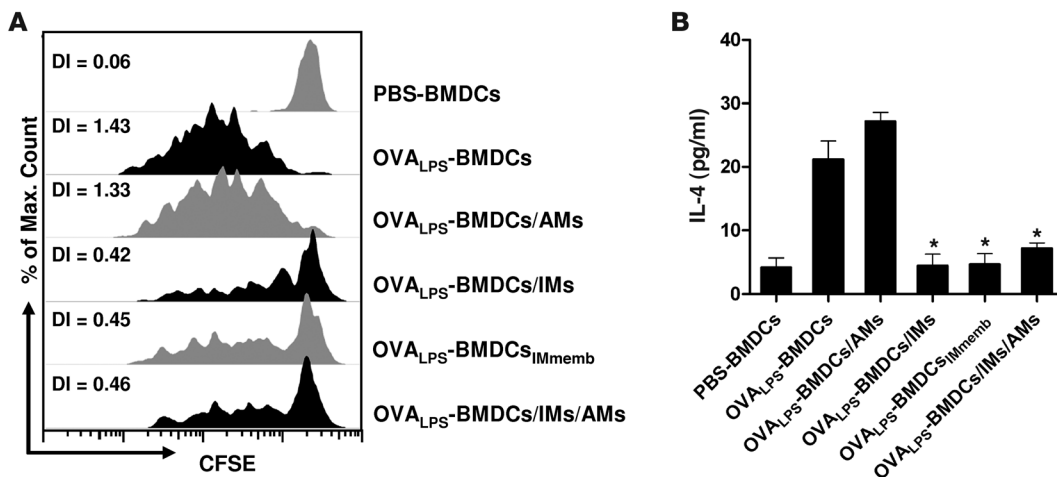 A
DI = 0.06
PBS-BMDCs
DI = 1.43
OVALPS-BMDCs
DI = 1.33
OVALPS-BMDCs/AMs
DI = 0.42
OVALPS-BMDCs/IMs
DI = 0.45
OVALPS-BMDCsIMmemb
DI = 0.46
OVALPS-BMDCs/IMs/AMs
% of Max. Count
CFSE
B
IL-4 (pg/ml)
40
30
20
10
0
* * *
PBS-BMDCs
OVALPS-BMDCs
OVALPS-BMDCs/AMs
OVALPS-BMDCs/IMs
OVALPS-BMDCsIMmemb
OVALPS-BMDCs/IMs/AMs